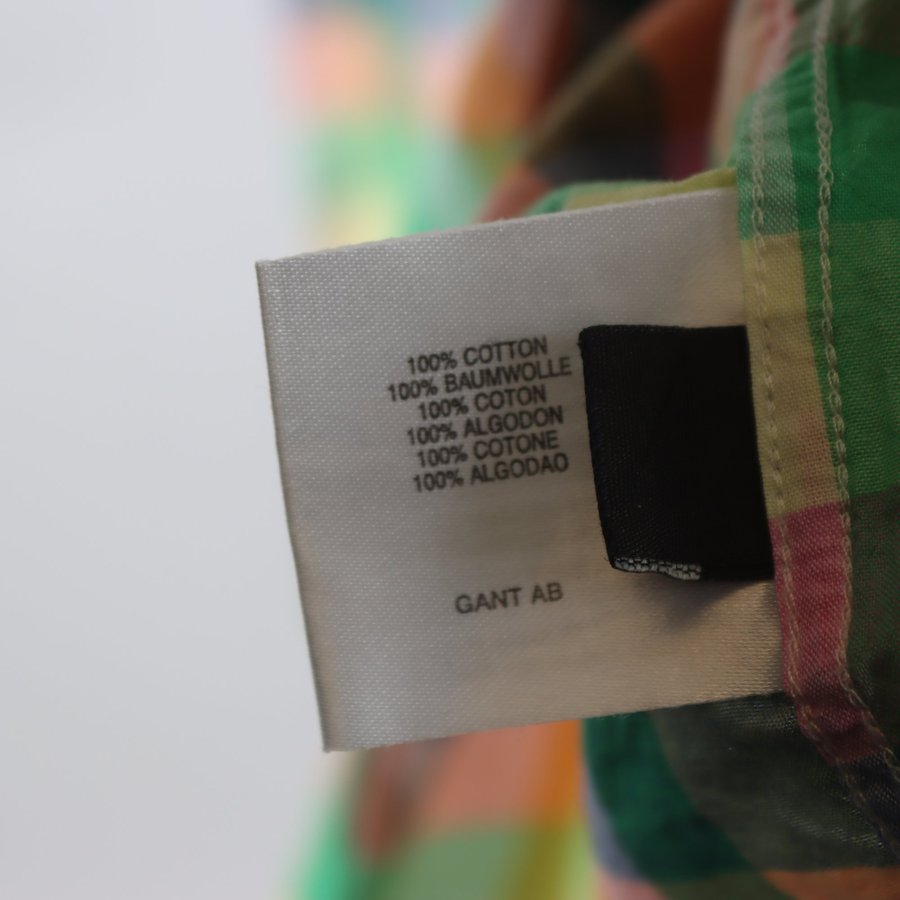 100% COTTON
100% BAUMWOLLE
100% COTON
100% ALGODON
100% COTONE
100% ALGODAO
GANT AB